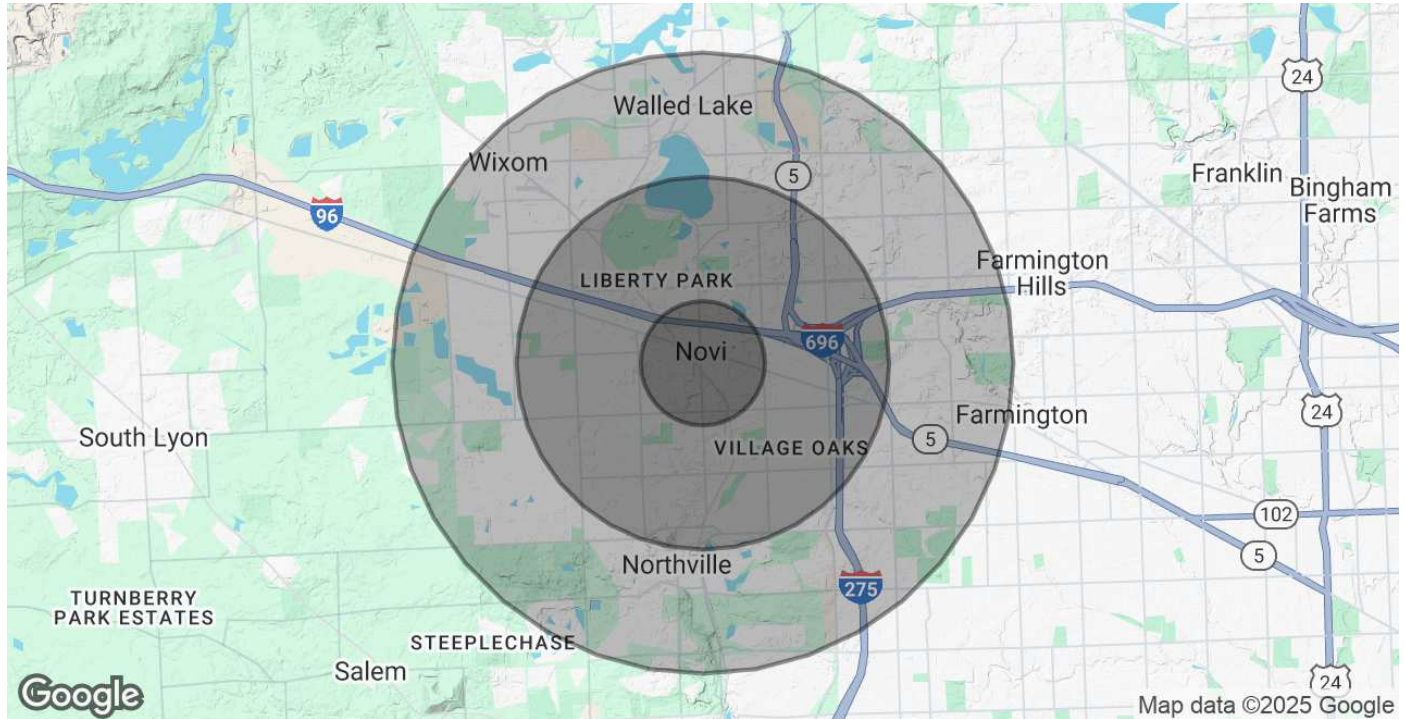 24
Walled Lake
Wixom
5
Franklin
Bingham
Farms
96
Farmington
Hills
LIBERTY PARK
696
Novi
24
Farmington
South Lyon
5
VILLAGE OAKS
102
5
Northville
275
TURNBERRY
PARK ESTATES
STEEPLECHASE
Salem
24
Google
Map data ©2025 Google